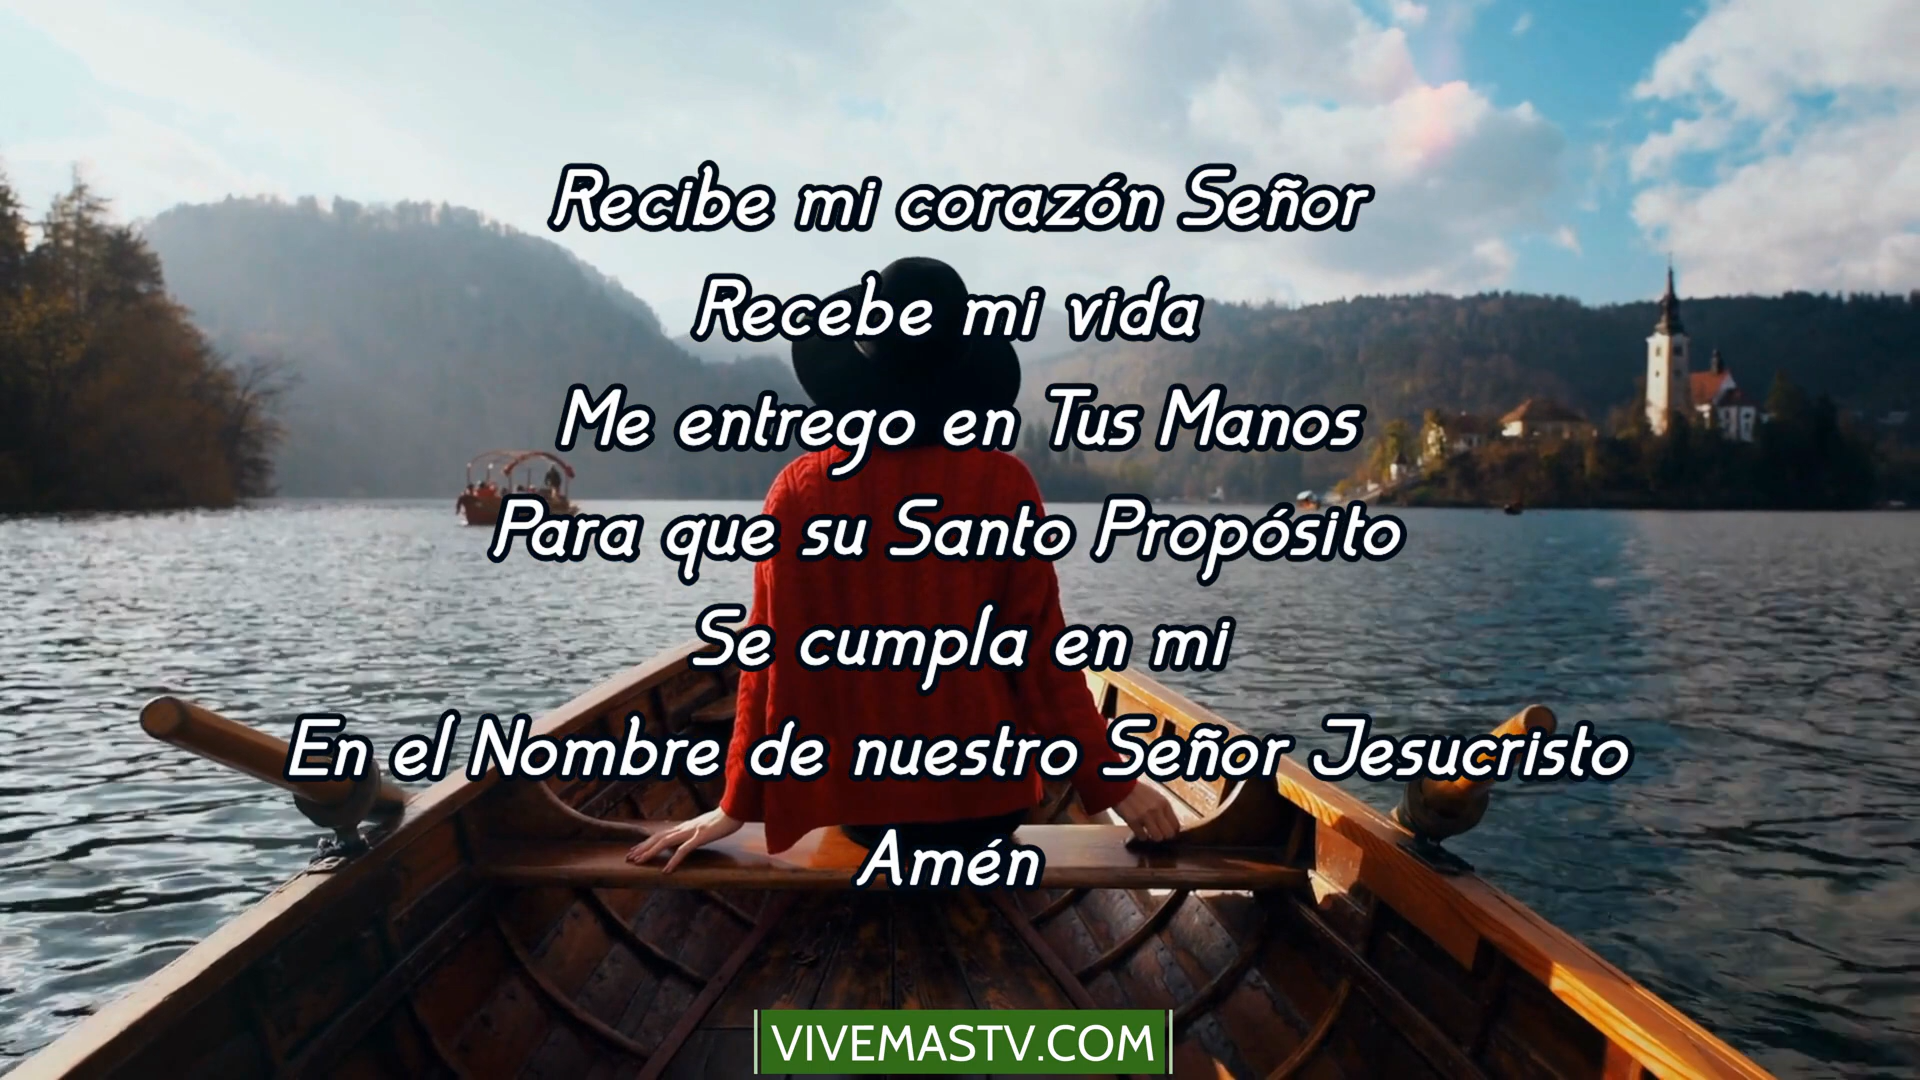 Recibe mi corazón Señor
Recebe mi vida
Me entrego en Tus Manos
Para que su Santo Propósito
Se cumpla en mi
En el Nombre de nuestro Señor Jesucristo
Amén
VIVEMASTV.COM